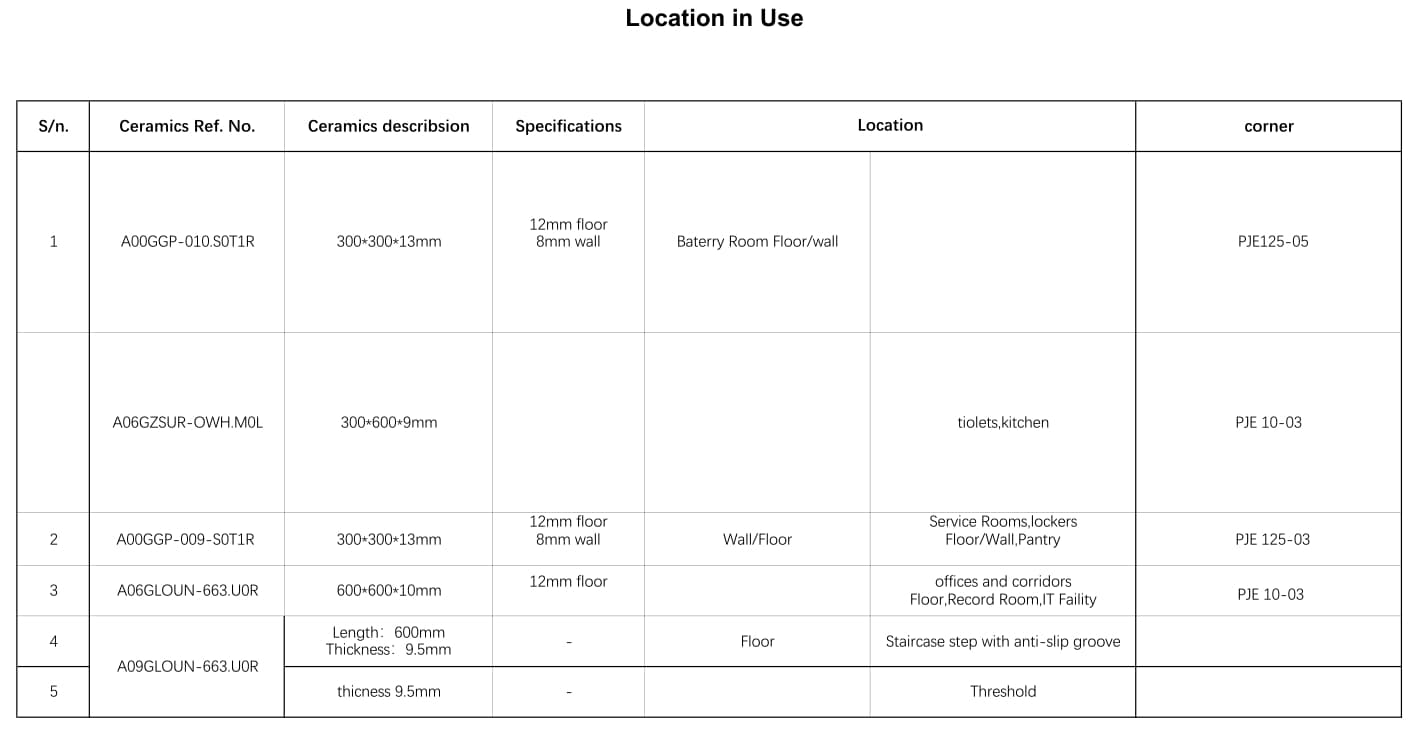 Location in Use
S/n.
Ceramics Ref. No.
Ceramics describsion
Specifications
Location
corner
1
A00GGP-010.S0T1R
300*300*13mm
12mm floor
8mm wall
Baterry Room Floor/wall
PJE125-05
A06GZSUR-OWH.M0L
300*600*9mm
tiolets,kitchen
PJE 10-03
2
A00GGP-009-S0T1R
300*300*13mm
12mm floor
8mm wall
Wall/Floor
Service Rooms,lockers
Floor/Wall,Pantry
PJE 125-03
3
A06GLOUN-663.U0R
600*600*10mm
12mm floor
offices and corridors
Floor,Record Room,IT Faility
PJE 10-03
4
A09GLOUN-663.U0R
Length：600mm
Thickness：9.5mm
-
Floor
Staircase step with anti-slip groove
5
thicness 9.5mm
-
Threshold